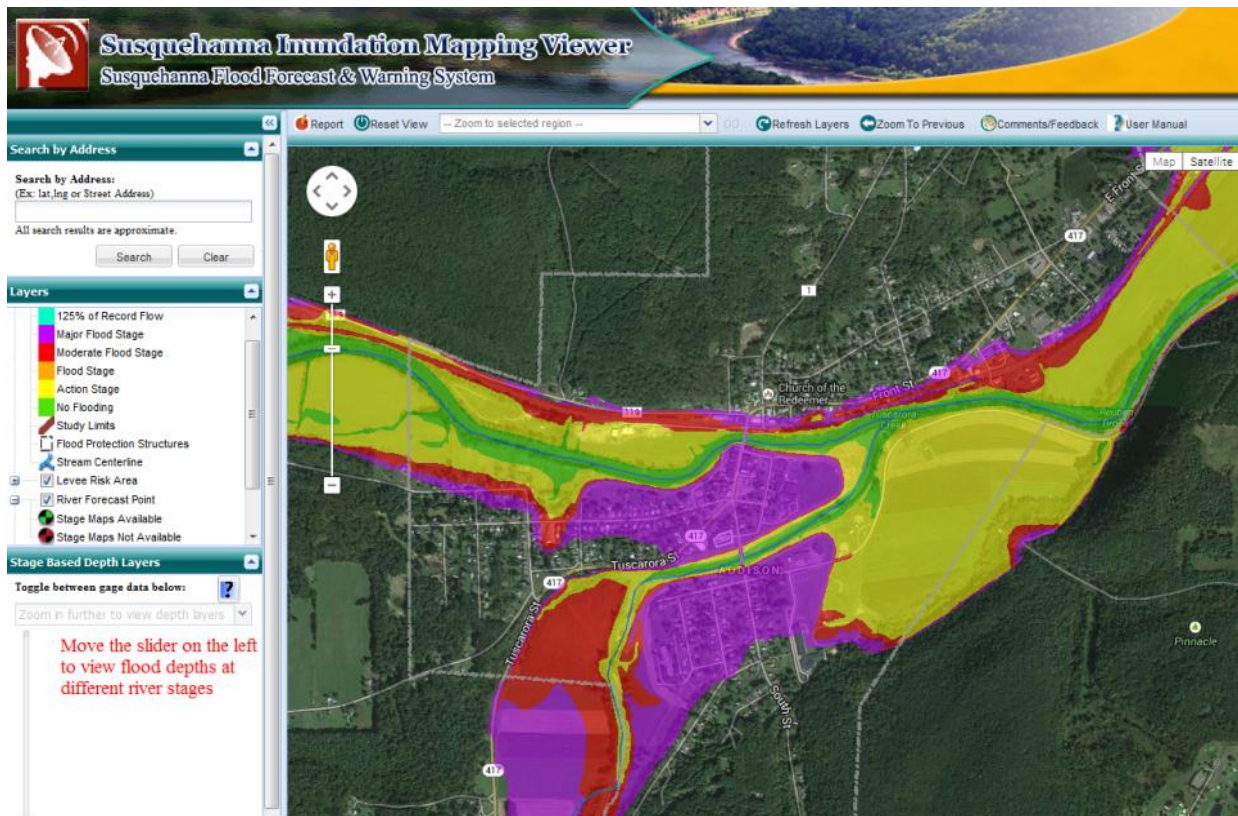 Susquehanna Inundation Mapping Viewer
Susquehanna Flood Forecast & Warning System
Report
Reset View
-- Zoom to selected region --
Refresh Layers
Zoom To Previous
Comments/Feedback
User Manual
Search by Address
Search by Address:
(Ex: lat,lng or Street Address)
All search results are approximate.
Search
Clear
Layers
125% of Record Flow
Major Flood Stage
Moderate Flood Stage
Flood Stage
Action Stage
No Flooding
Study Limits
Flood Protection Structures
Stream Centerline
Levee Risk Area
River Forecast Point
Stage Maps Available
Stage Maps Not Available
Stage Based Depth Layers
Toggle between gage data below:
?
Zoom in further to view depth layers
Move the slider on the left
to view flood depths at
different river stages
Map
Satellite
E Front St
417
1
119
Church of the
Redeemer
417
Front St
Tuscarora
Creek
417
Tuscarora St
ADDISON
417
Tuscarora St
South St
Pinnacle
417